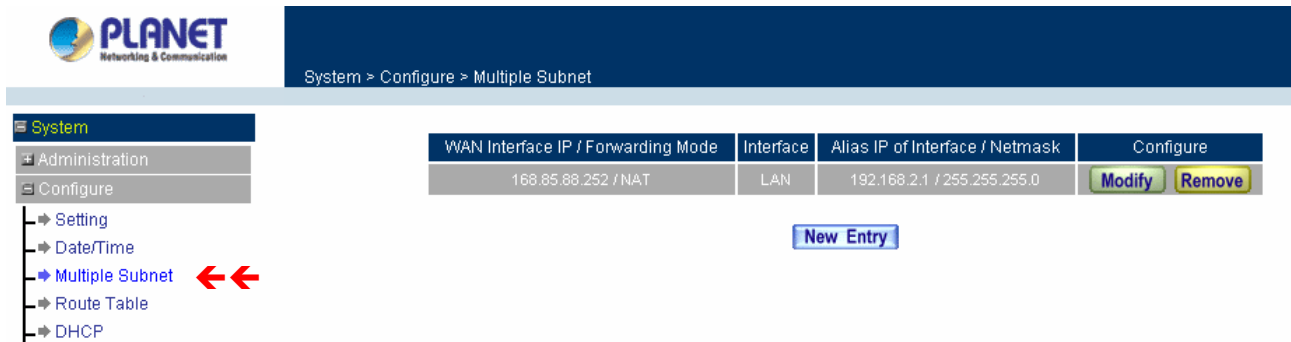 PLANET
Networking & Communication
System > Configure > Multiple Subnet
System
Administration
Configure
Setting
Date/Time
Multiple Subnet
Route Table
DHCP
WAN Interface IP / Forwarding Mode Interface Alias IP of Interface / Netmask Configure
168.85.88.252 / NAT LAN 192.168.2.1 / 255.255.255.0 Modify Remove
New Entry